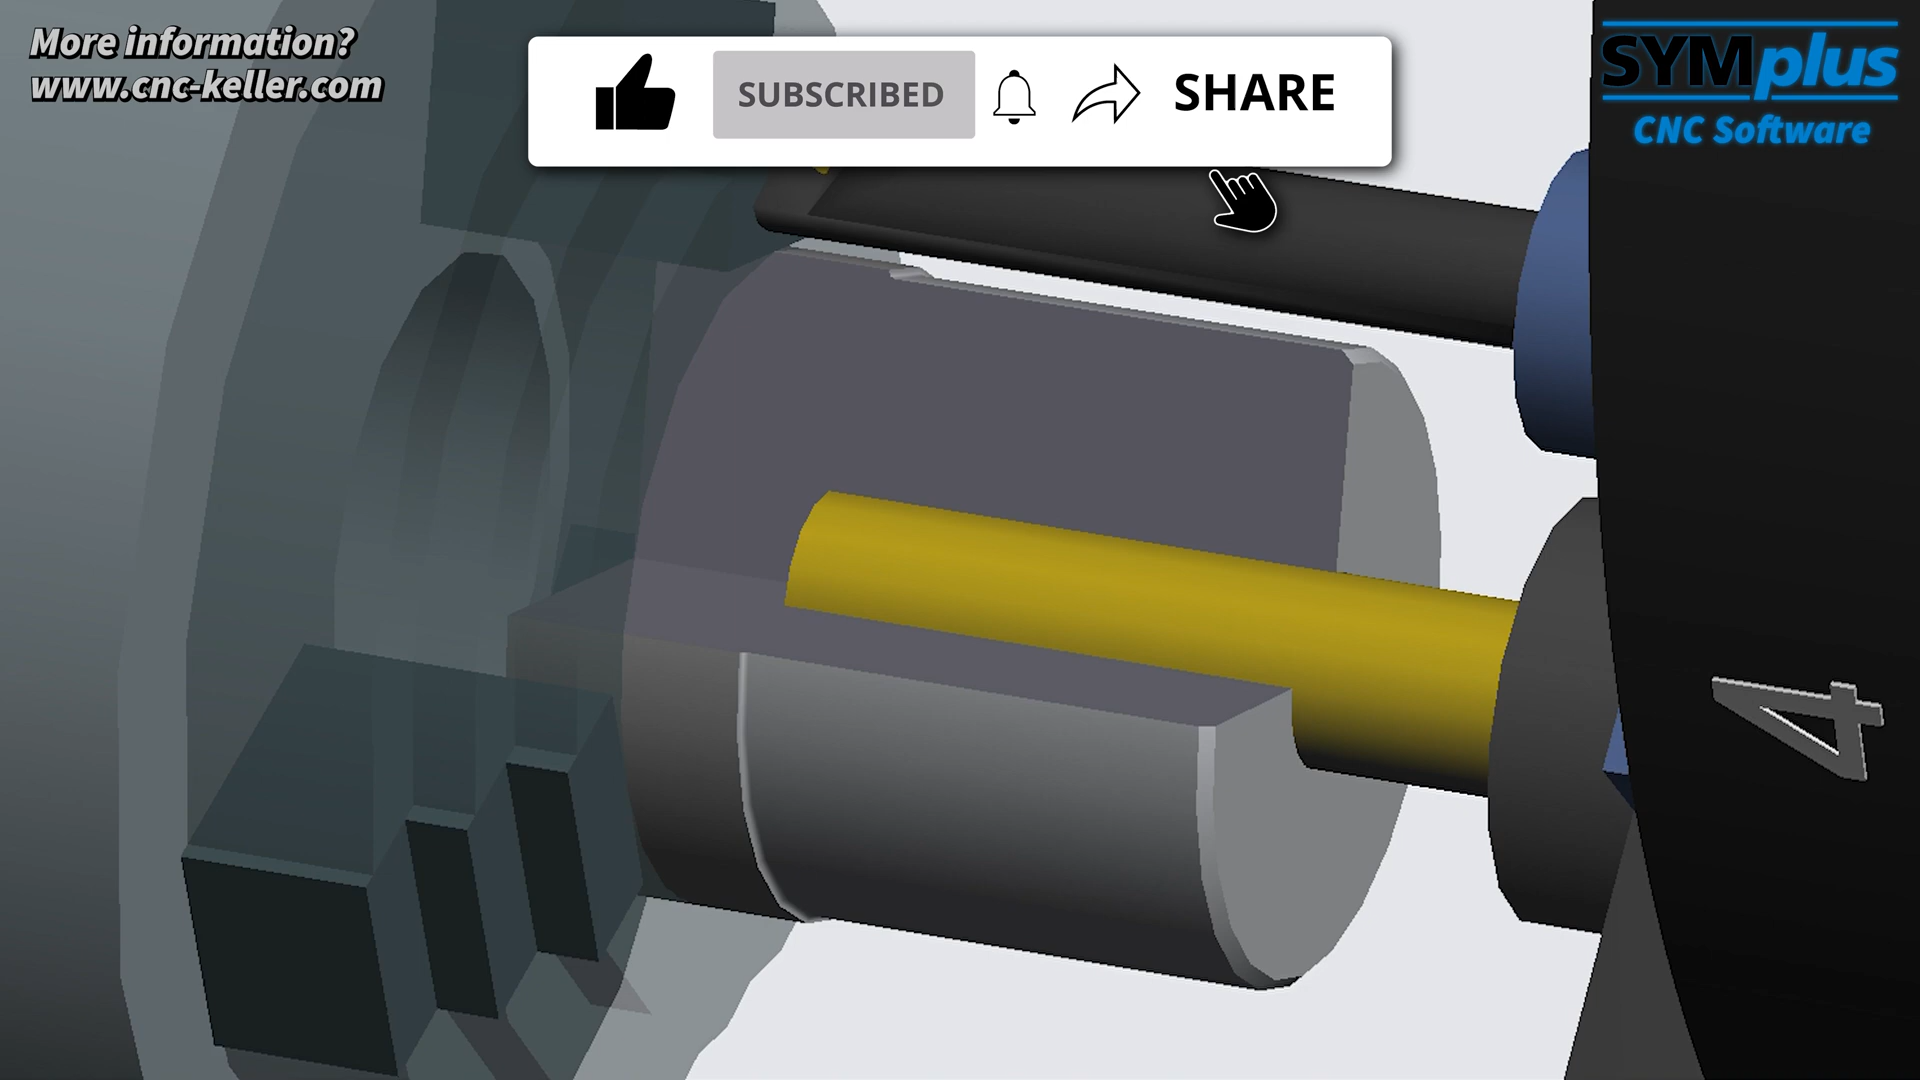 More information?
www.cnc-keller.com
SUBSCRIBED
SHARE
SYMplus
CNC Software
4